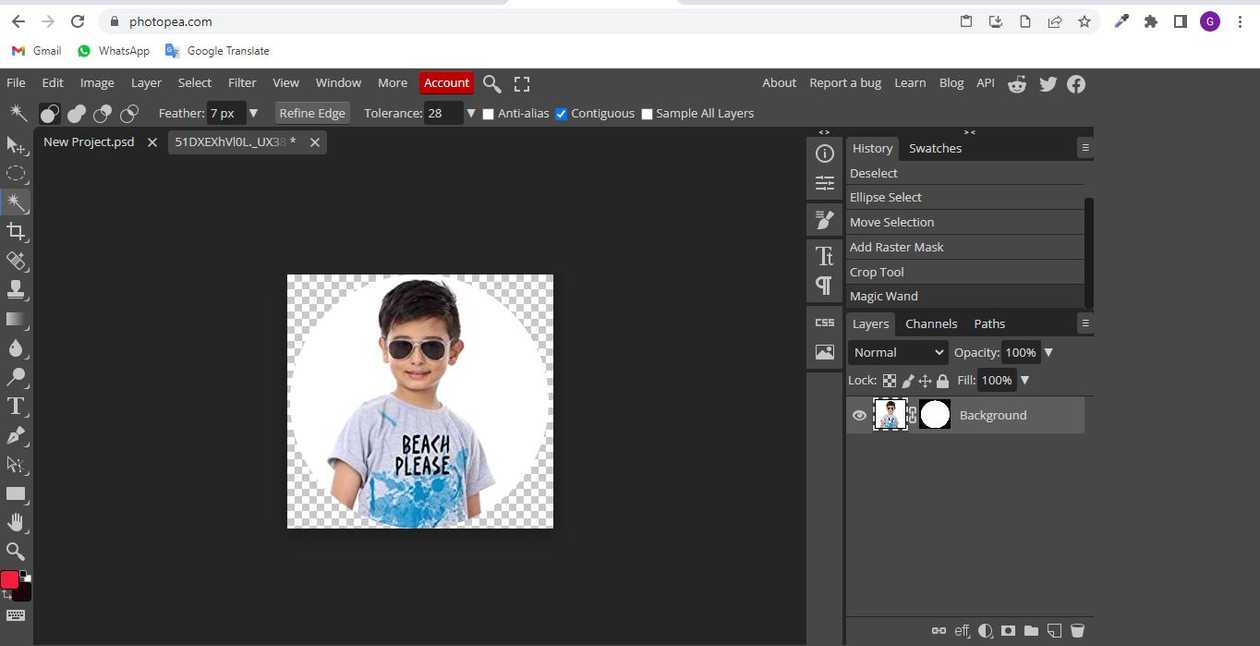 photopea.com
G
Gmail WhatsApp Google Translate
File Edit Image Layer Select Filter View Window More Account About Report a bug Learn Blog API
Feather: 7 px Refine Edge Tolerance: 28 Anti-alias Contiguous Sample All Layers
New Project.psd 51DXEXhVl0L._UX38 *
History Swatches
Deselect
Ellipse Select
Move Selection
Add Raster Mask
Crop Tool
Magic Wand
Layers Channels Paths
CSS
Normal Opacity: 100%
Lock: Fill: 100%
Background
BEACH
PLEASE
eff